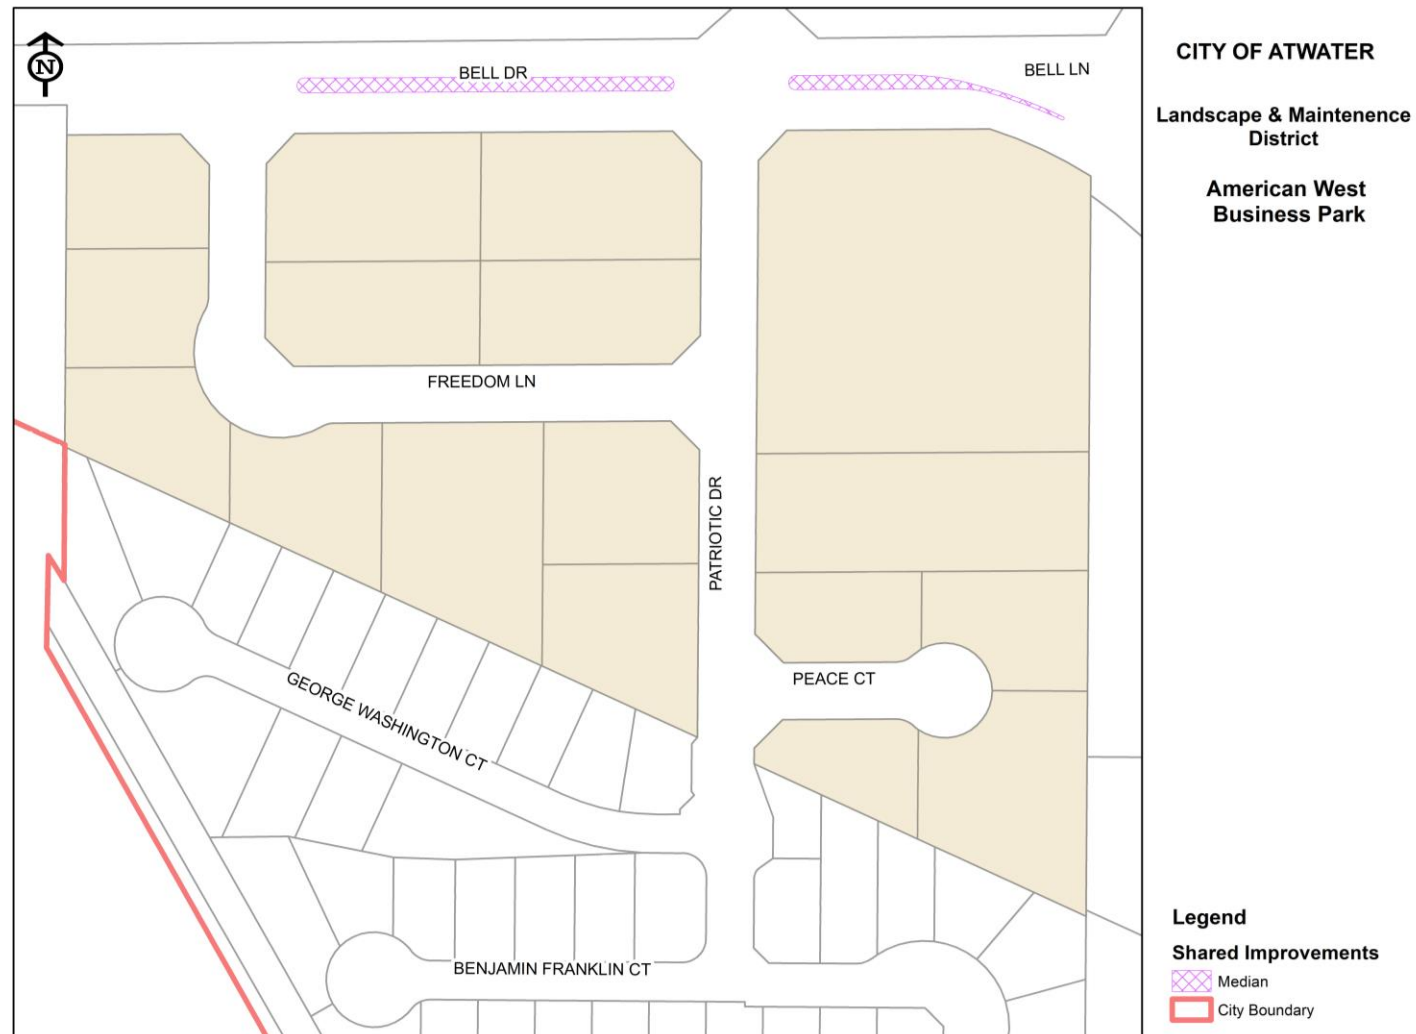 N
BELL DR
BELL LN
CITY OF ATWATER
Landscape & Maintenence
District
American West
Business Park
FREEDOM LN
PATRIOTIC DR
PEACE CT
GEORGE WASHINGTON CT
BENJAMIN FRANKLIN CT
Legend
Shared Improvements
Median
City Boundary